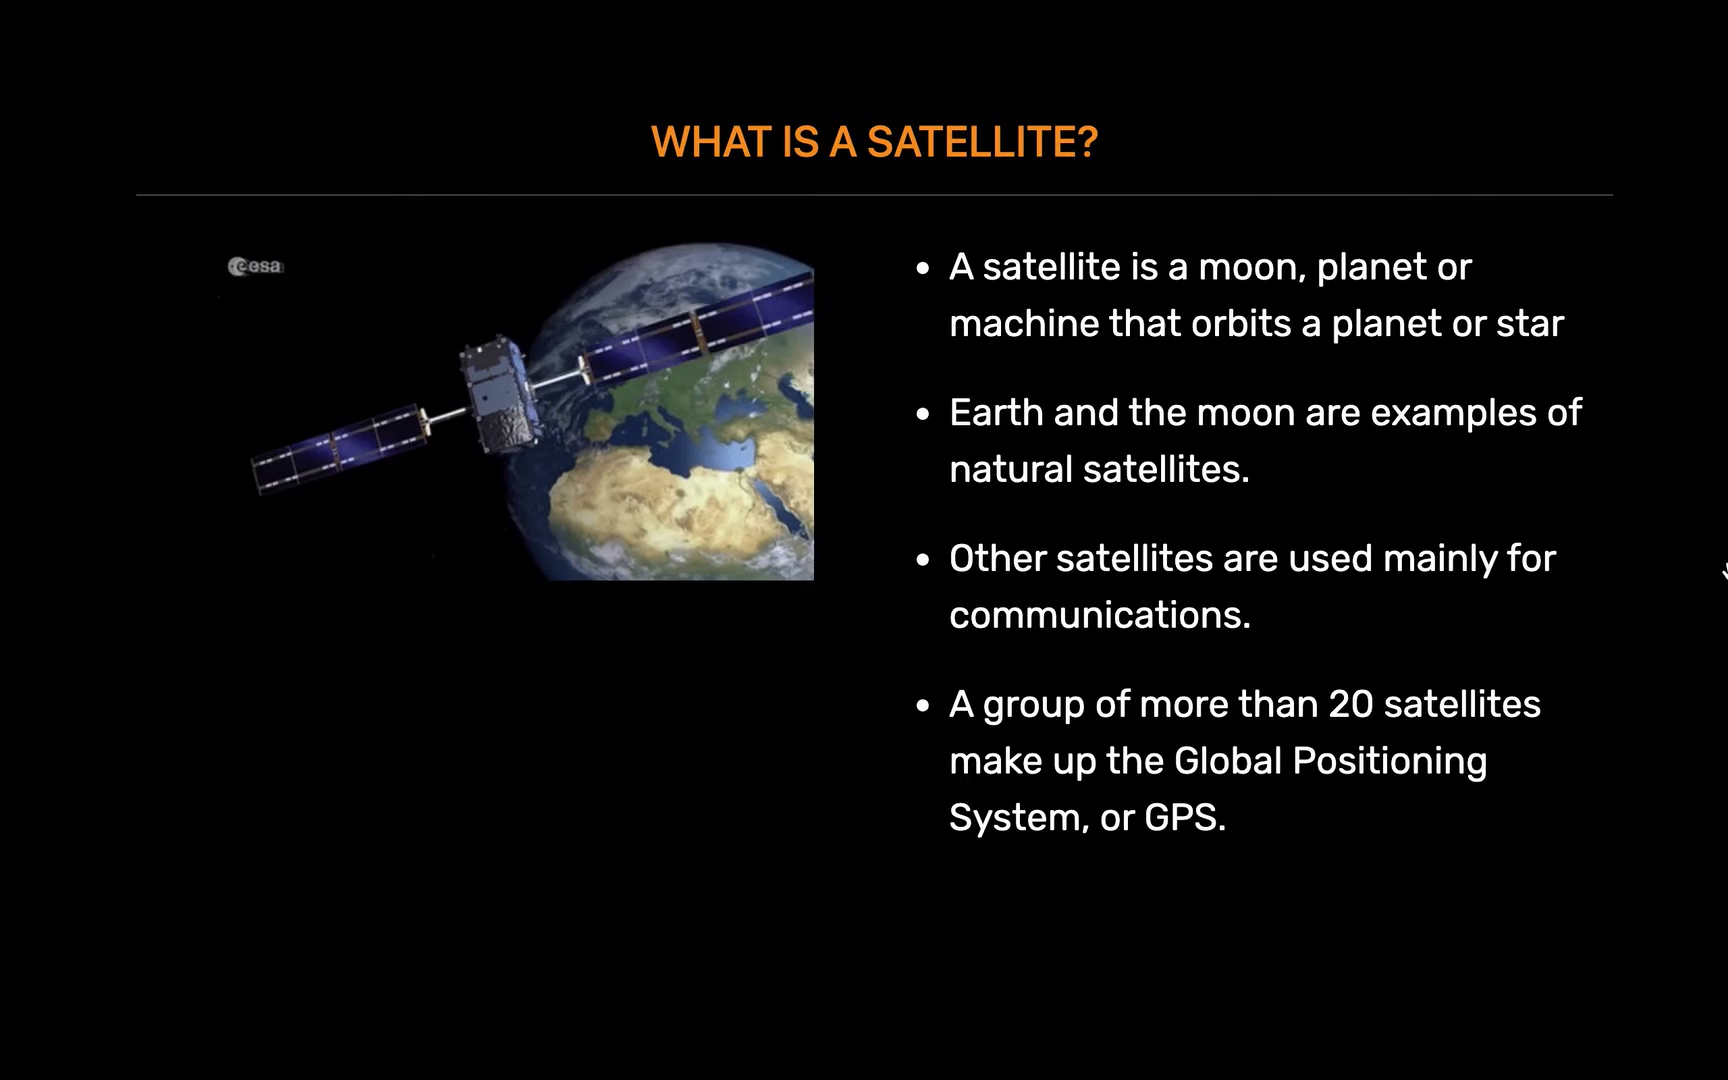 WHAT IS A SATELLITE?
esa
• A satellite is a moon, planet or
machine that orbits a planet or star
• Earth and the moon are examples of
natural satellites.
• Other satellites are used mainly for
communications.
• A group of more than 20 satellites
make up the Global Positioning
System, or GPS.